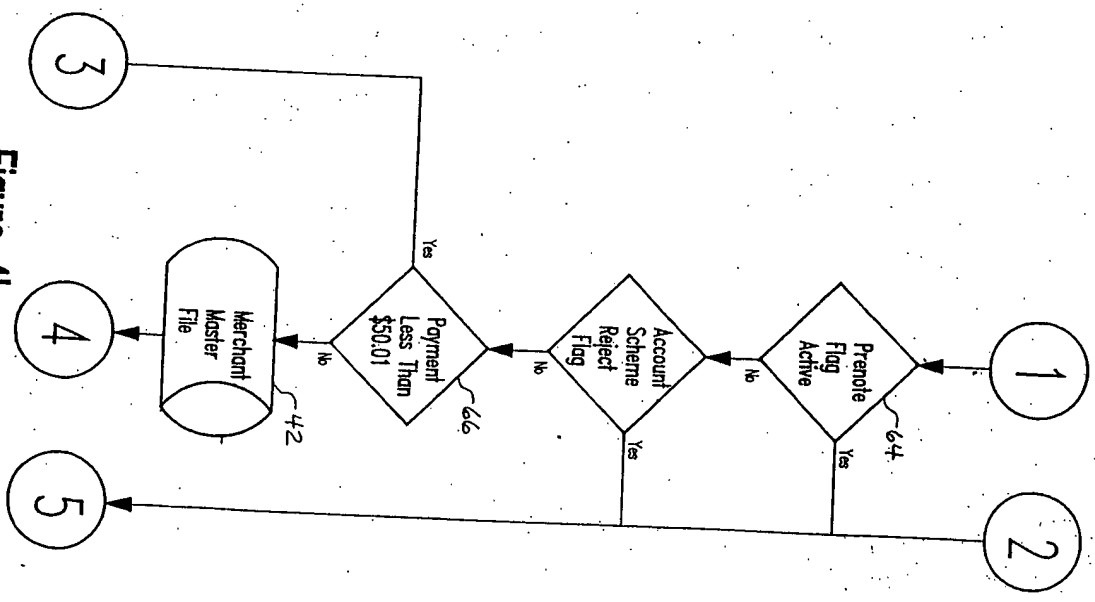 2
1
64
Prenote
Flag
Active
Yes
No
Account
Scheme
Reject
Flag
Yes
No
66
Payment
Less Than
$50.01
Yes
No
42
Merchant
Master
File
5
4
3
Figure